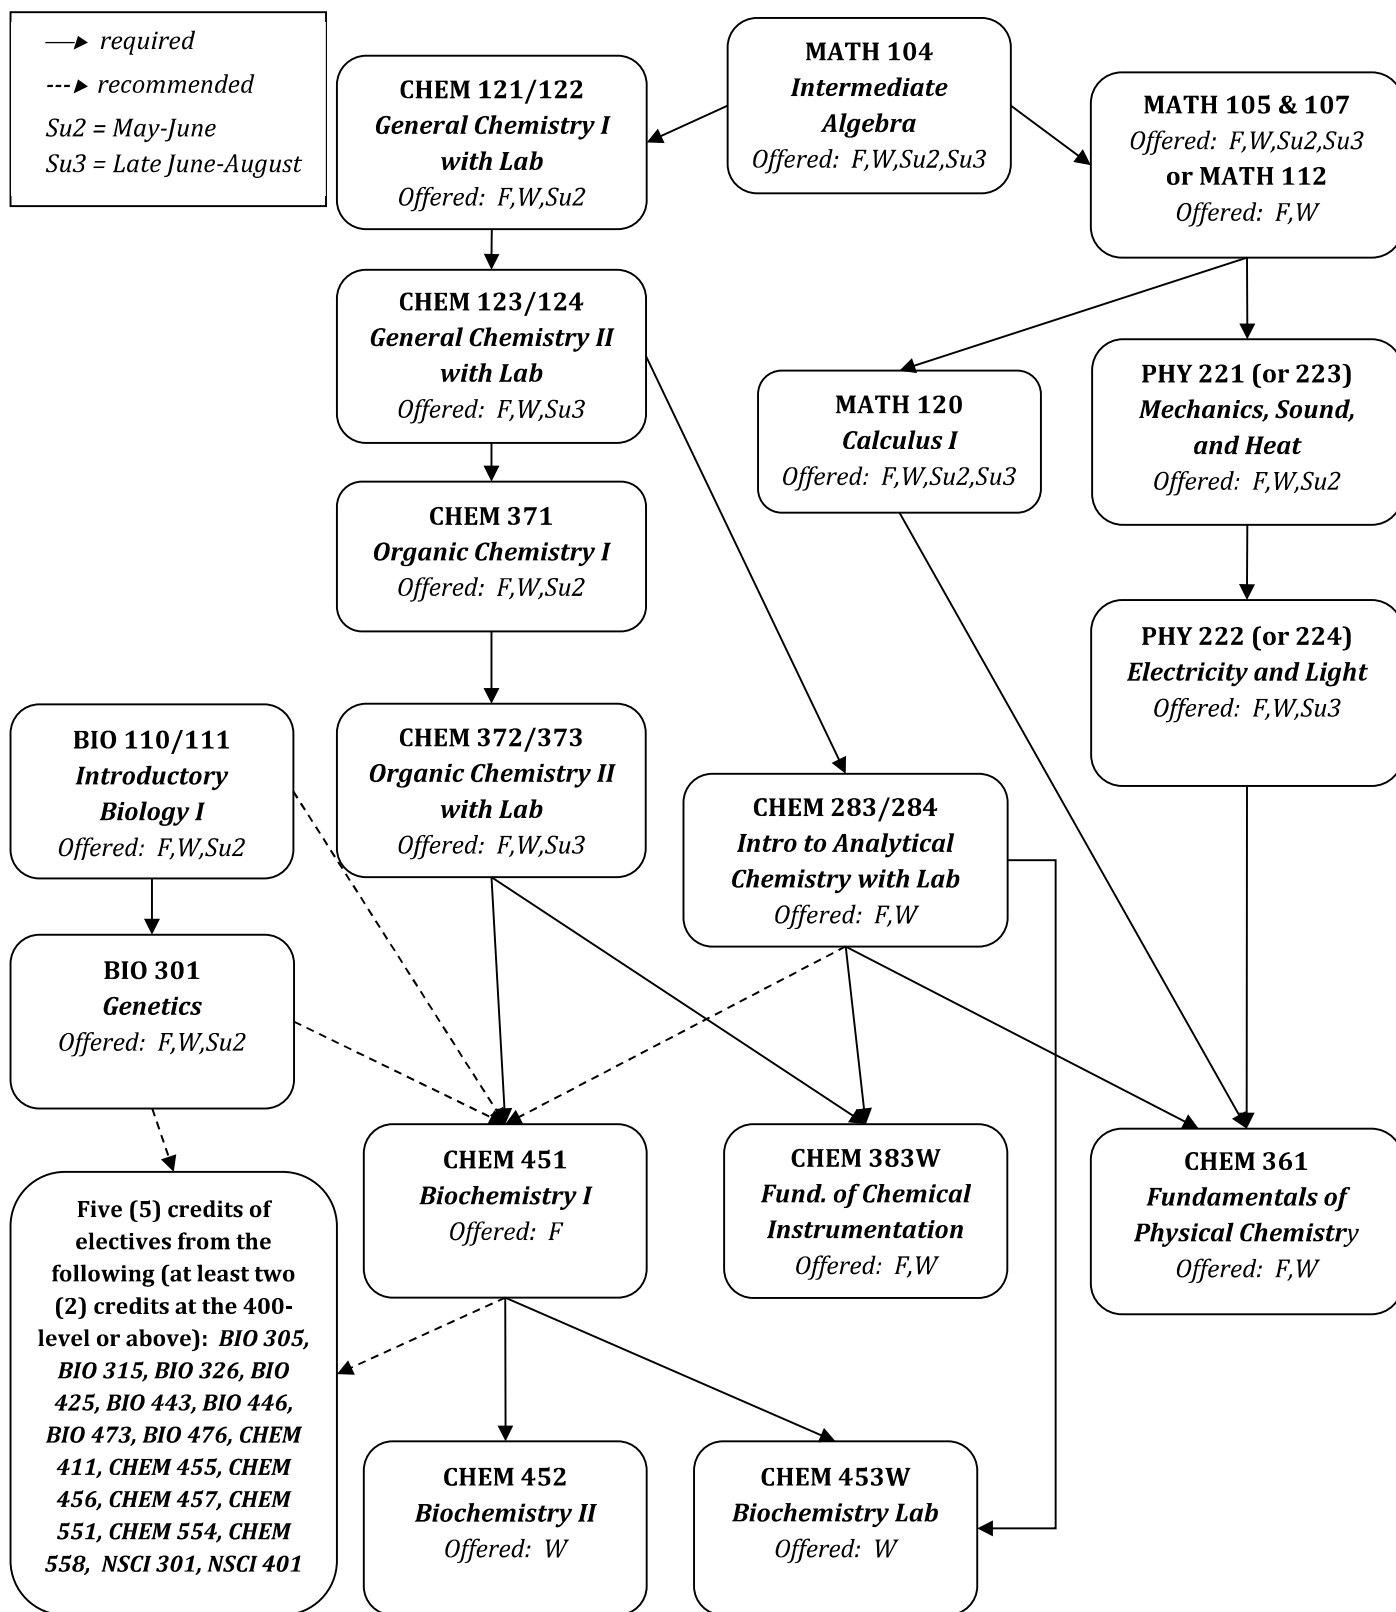 required
recommended
Su2 = May-June
Su3 = Late June-August
MATH 104
Intermediate
Algebra
Offered:  F,W,Su2,Su3
CHEM 121/122
General Chemistry I
with Lab
Offered:  F,W,Su2
MATH 105 & 107
Offered:  F,W,Su2,Su3
or MATH 112
Offered:  F,W
CHEM 123/124
General Chemistry II
with Lab
Offered:  F,W,Su3
MATH 120
Calculus I
Offered:  F,W,Su2,Su3
PHY 221 (or 223)
Mechanics, Sound,
and Heat
Offered:  F,W,Su2
CHEM 371
Organic Chemistry I
Offered:  F,W,Su2
PHY 222 (or 224)
Electricity and Light
Offered:  F,W,Su3
BIO 110/111
Introductory
Biology I
Offered:  F,W,Su2
CHEM 372/373
Organic Chemistry II
with Lab
Offered:  F,W,Su3
CHEM 283/284
Intro to Analytical
Chemistry with Lab
Offered:  F,W
BIO 301
Genetics
Offered:  F,W,Su2
CHEM 451
Biochemistry I
Offered:  F
CHEM 383W
Fund. of Chemical
Instrumentation
Offered:  F,W
CHEM 361
Fundamentals of
Physical Chemistry
Offered:  F,W
Five (5) credits of
electives from the
following (at least two
(2) credits at the 400-
level or above):  BIO 305,
BIO 315, BIO 326, BIO
425, BIO 443, BIO 446,
BIO 473, BIO 476, CHEM
411, CHEM 455, CHEM
456, CHEM 457, CHEM
551, CHEM 554, CHEM
558,  NSCI 301, NSCI 401
CHEM 452
Biochemistry II
Offered:  W
CHEM 453W
Biochemistry Lab
Offered:  W